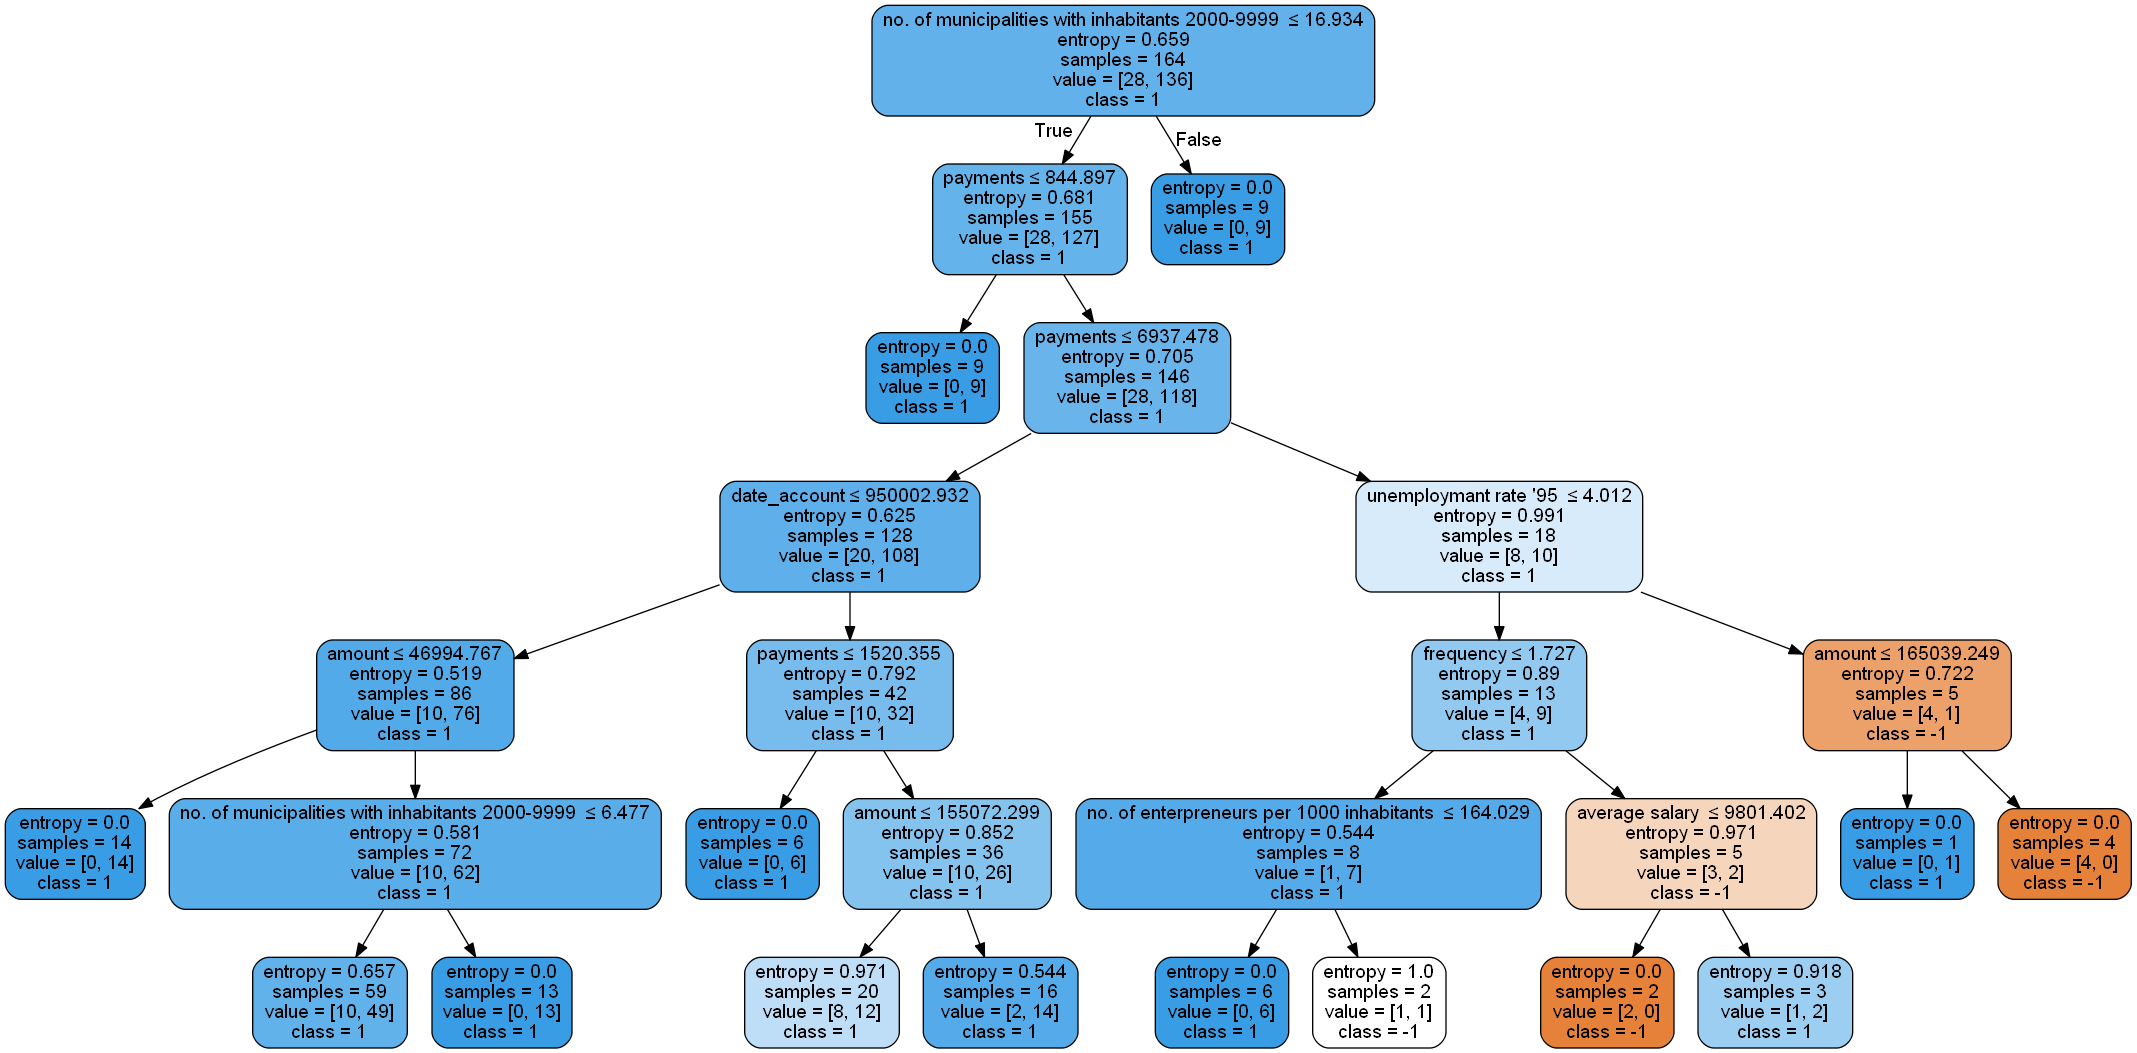 no. of municipalities with inhabitants 2000-9999 ≤ 16.934
entropy = 0.659
samples = 164
value = [28, 136]
class = 1
True
False
payments ≤ 844.897
entropy = 0.681
samples = 155
value = [28, 127]
class = 1
entropy = 0.0
samples = 9
value = [0, 9]
class = 1
entropy = 0.0
samples = 9
value = [0, 9]
class = 1
payments ≤ 6937.478
entropy = 0.705
samples = 146
value = [28, 118]
class = 1
date_account ≤ 950002.932
entropy = 0.625
samples = 128
value = [20, 108]
class = 1
unemploymant rate '95 ≤ 4.012
entropy = 0.991
samples = 18
value = [8, 10]
class = 1
amount ≤ 46994.767
entropy = 0.519
samples = 86
value = [10, 76]
class = 1
payments ≤ 1520.355
entropy = 0.792
samples = 42
value = [10, 32]
class = 1
frequency ≤ 1.727
entropy = 0.89
samples = 13
value = [4, 9]
class = 1
amount ≤ 165039.249
entropy = 0.722
samples = 5
value = [4, 1]
class = -1
entropy = 0.0
samples = 14
value = [0, 14]
class = 1
no. of municipalities with inhabitants 2000-9999 ≤ 6.477
entropy = 0.581
samples = 72
value = [10, 62]
class = 1
entropy = 0.0
samples = 6
value = [0, 6]
class = 1
amount ≤ 155072.299
entropy = 0.852
samples = 36
value = [10, 26]
class = 1
no. of enterpreneurs per 1000 inhabitants ≤ 164.029
entropy = 0.544
samples = 8
value = [1, 7]
class = 1
average salary ≤ 9801.402
entropy = 0.971
samples = 5
value = [3, 2]
class = -1
entropy = 0.0
samples = 1
value = [0, 1]
class = 1
entropy = 0.0
samples = 4
value = [4, 0]
class = -1
entropy = 0.657
samples = 59
value = [10, 49]
class = 1
entropy = 0.0
samples = 13
value = [0, 13]
class = 1
entropy = 0.971
samples = 20
value = [8, 12]
class = 1
entropy = 0.544
samples = 16
value = [2, 14]
class = 1
entropy = 0.0
samples = 6
value = [0, 6]
class = 1
entropy = 1.0
samples = 2
value = [1, 1]
class = -1
entropy = 0.0
samples = 2
value = [2, 0]
class = -1
entropy = 0.918
samples = 3
value = [1, 2]
class = 1